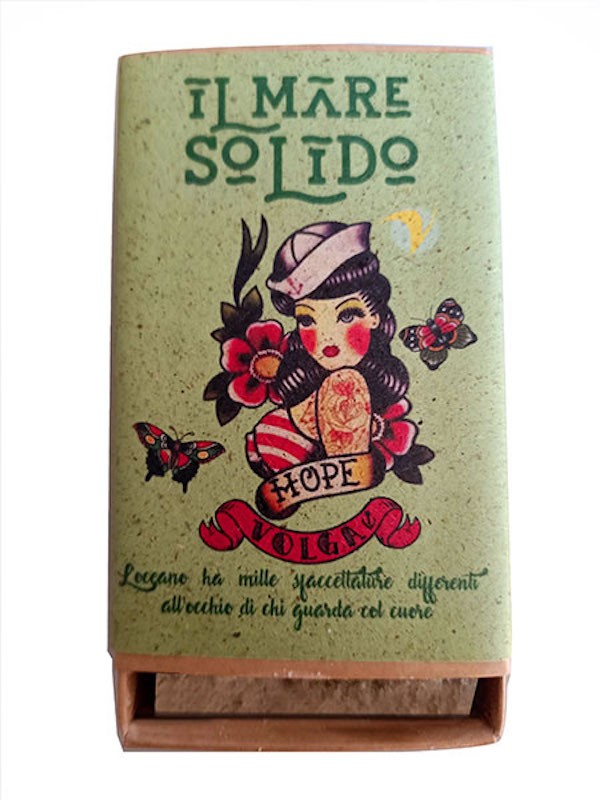 IL MARE
SOLIDO
HOPE
VOLGA
L'oceano ha mille sfaccettature differenti
all'occhio di chi guarda col cuore